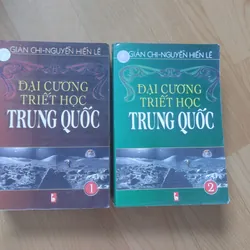 GIẢN CHI-NGUYỄN HIẾN LÊ
ĐẠI CƯƠNG
TRIẾT HỌC
TRUNG QUỐC
1
GIẢN CHI-NGUYỄN HIẾN LÊ
ĐẠI CƯƠNG
TRIẾT HỌC
TRUNG QUỐC
2